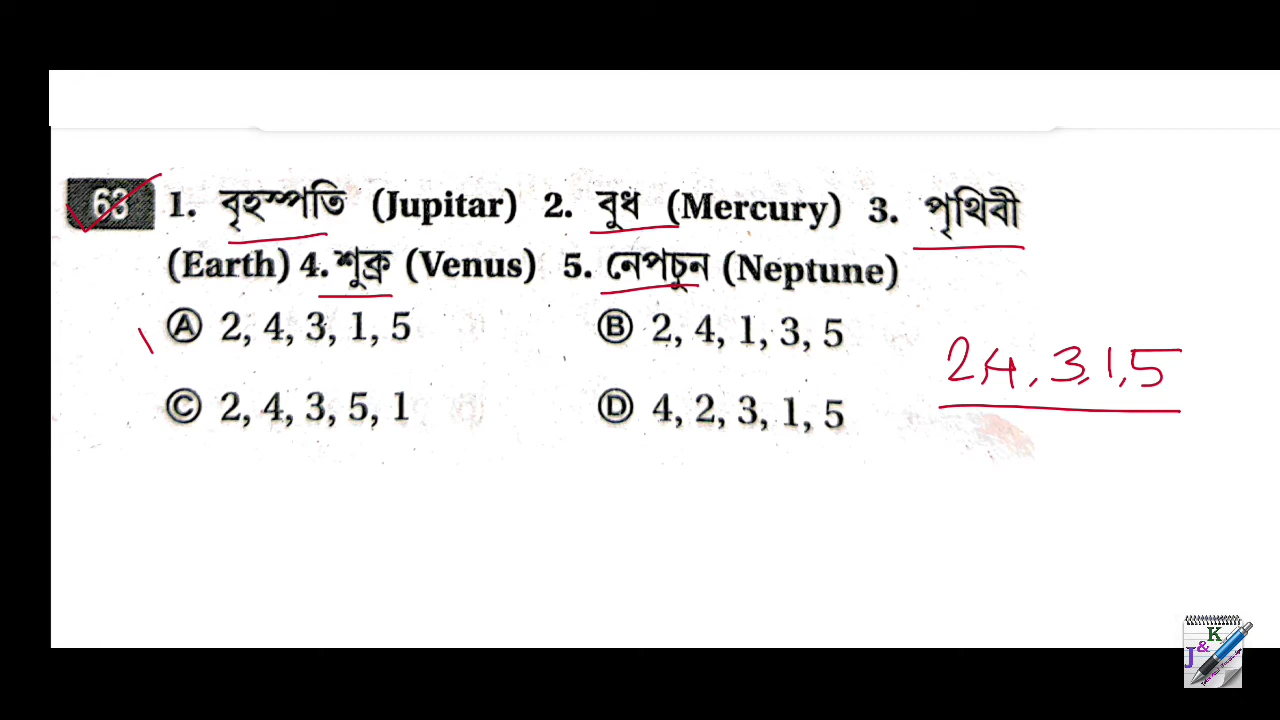 63 1. বৃহস্পতি (Jupitar) 2. বুধ (Mercury) 3. পৃথিবী
(Earth) 4. শুক্র (Venus) 5. নেপচুন (Neptune)
Ⓐ 2, 4, 3, 1, 5 Ⓑ 2, 4, 1, 3, 5
2,4,3,1,5
Ⓒ 2, 4, 3, 5, 1 Ⓓ 4, 2, 3, 1, 5
J&K